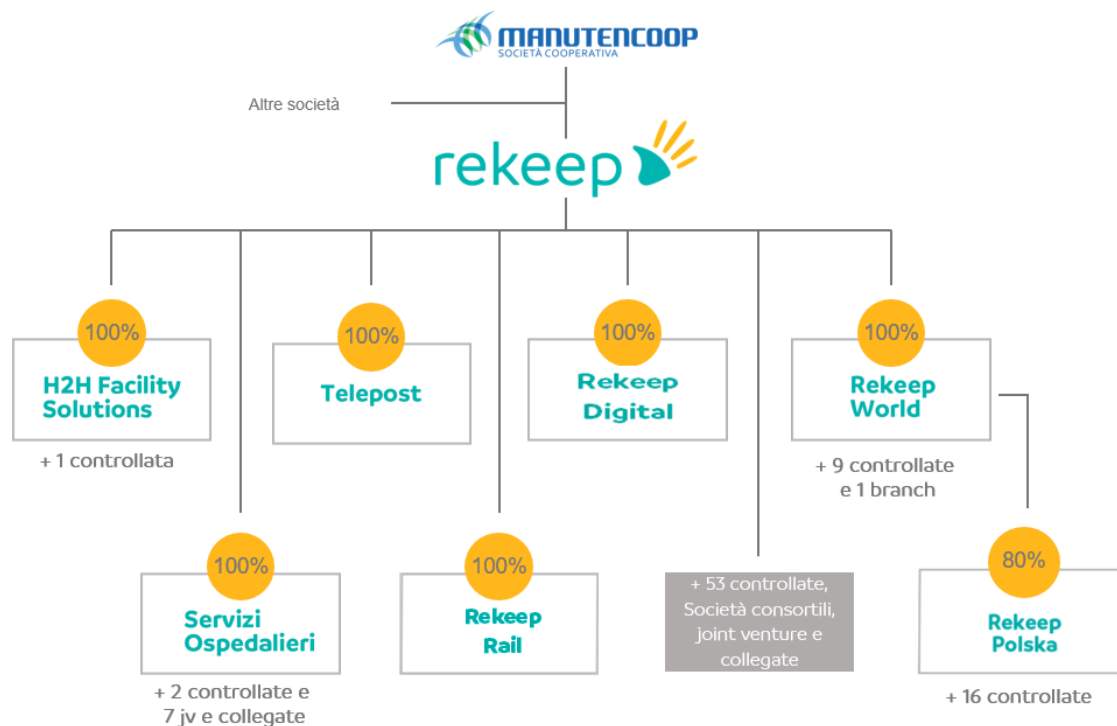 MANUTENCOOP
SOCIETÀ COOPERATIVA
Altre società
rekeep
100%
H2H Facility
Solutions
+ 1 controllata
100%
Telepost
100%
Rekeep
Digital
100%
Rekeep
World
+ 9 controllate
e 1 branch
100%
Servizi
Ospedalieri
+ 2 controllate e
7 jv e collegate
100%
Rekeep
Rail
+ 53 controllate,
Società consortili,
joint venture e
collegate
80%
Rekeep
Polska
+ 16 controllate